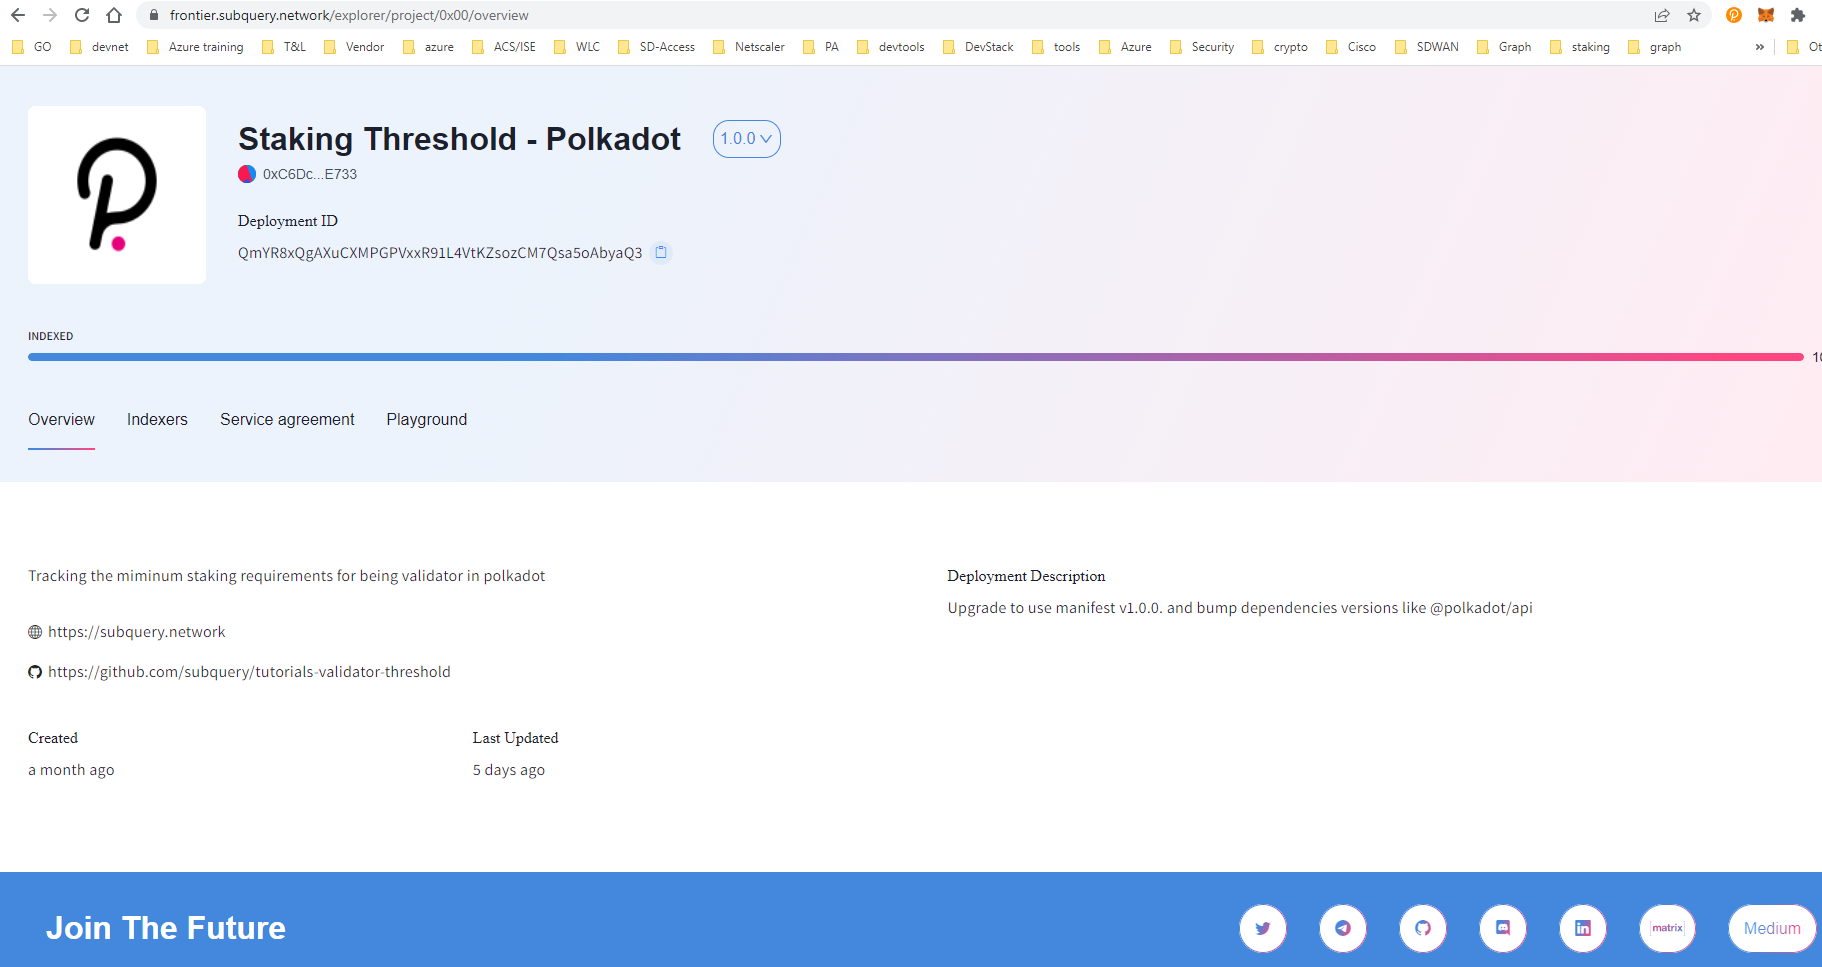 frontier.subquery.network/explorer/project/0x00/overview
GO devnet Azure training T&L Vendor azure ACS/ISE WLC SD-Access Netscaler PA devtools DevStack tools Azure Security crypto Cisco SDWAN Graph staking graph » Ot
Staking Threshold - Polkadot 1.0.0
0xC6Dc...E733
Deployment ID
QmYR8xQgAXuCXMPGPVxxR91L4VtKZsozCM7Qsa5oAbyaQ3
INDEXED
10
Overview Indexers Service agreement Playground
Tracking the miminum staking requirements for being validator in polkadot
https://subquery.network
https://github.com/subquery/tutorials-validator-threshold
Created
a month ago
Last Updated
5 days ago
Deployment Description
Upgrade to use manifest v1.0.0. and bump dependencies versions like @polkadot/api
Join The Future
[matrix]
Medium